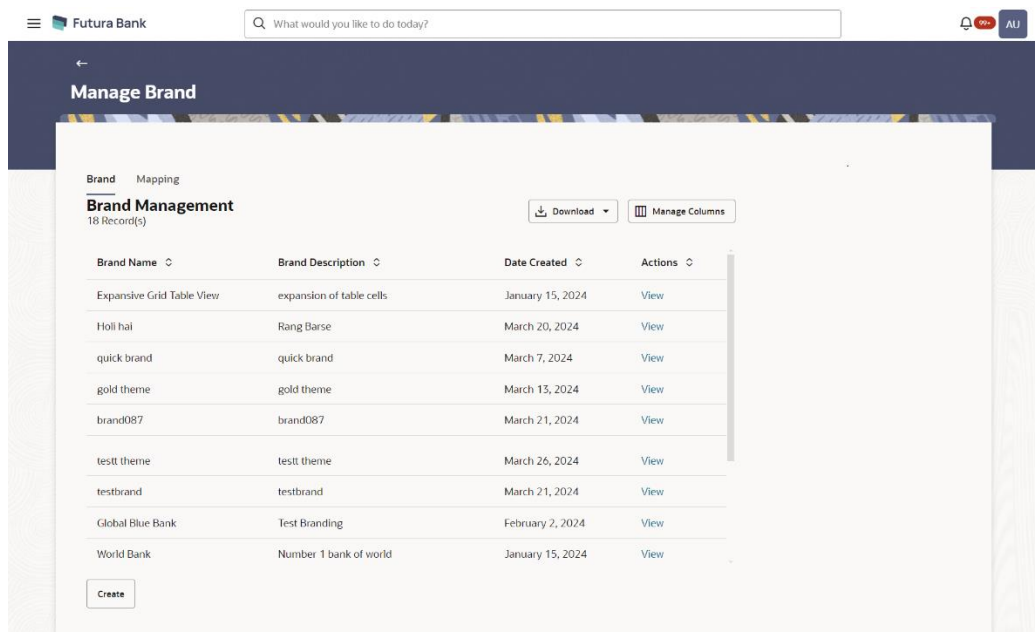 Futura Bank What would you like to do today? 99+ AU
Manage Brand
Brand Mapping
Brand Management
18 Record(s)
Download Manage Columns
Brand Name Brand Description Date Created Actions
Expansive Grid Table View expansion of table cells January 15, 2024 View
Holi hai Rang Barse March 20, 2024 View
quick brand quick brand March 7, 2024 View
gold theme gold theme March 13, 2024 View
brand087 brand087 March 21, 2024 View
testt theme testt theme March 26, 2024 View
testbrand testbrand March 21, 2024 View
Global Blue Bank Test Branding February 2, 2024 View
World Bank Number 1 bank of world January 15, 2024 View
Create